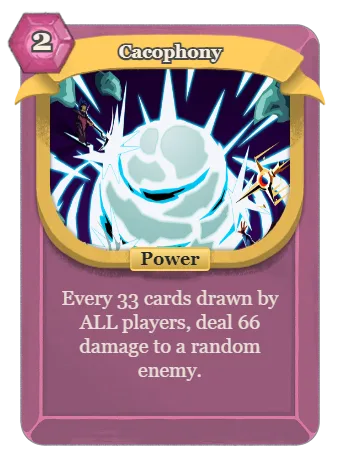 2
Cacophony
Power
Every 33 cards drawn by
ALL players, deal 66
damage to a random
enemy.